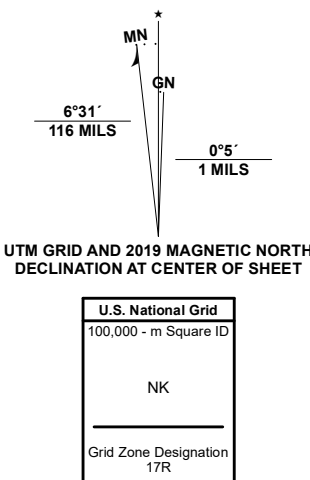 MN
GN
6°31´
116 MILS
0°5´
1 MILS
UTM GRID AND 2019 MAGNETIC NORTH
DECLINATION AT CENTER OF SHEET
U.S. National Grid
100,000 - m Square ID
NK
Grid Zone Designation
17R